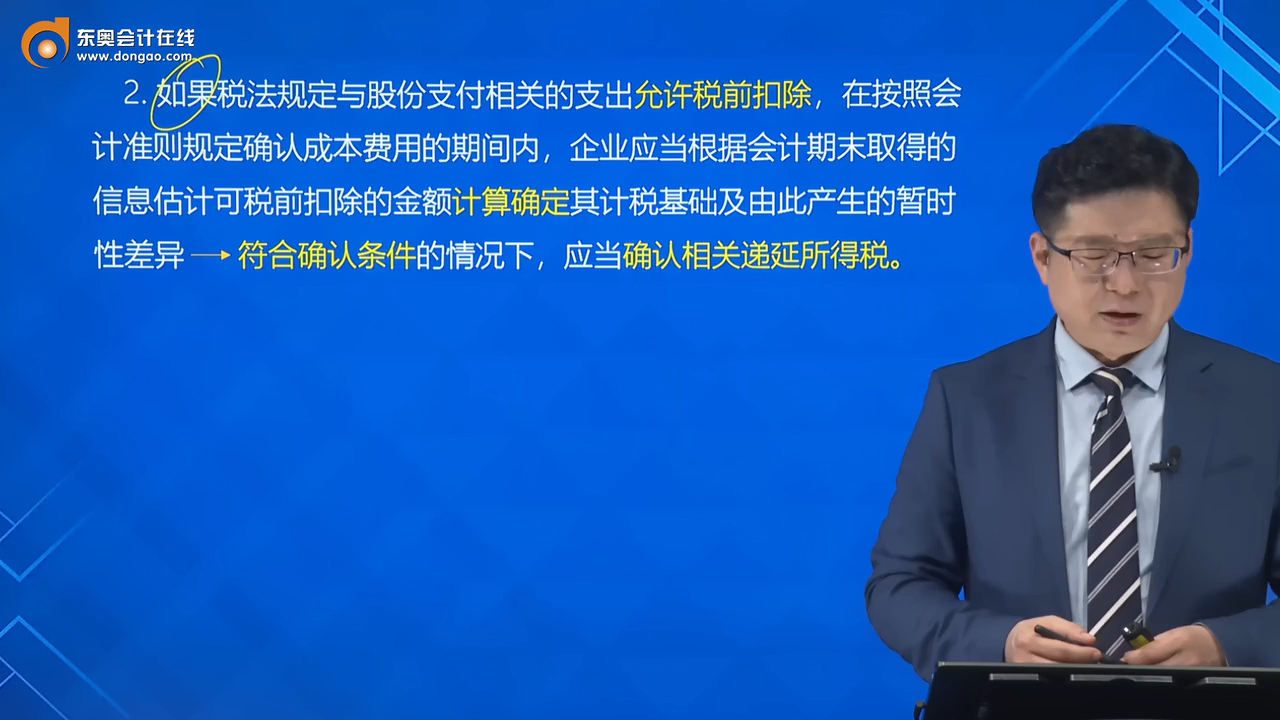 东奥会计在线
www.dongao.com
2. 如果税法规定与股份支付相关的支出允许税前扣除，在按照会
计准则规定确认成本费用的期间内，企业应当根据会计期末取得的
信息估计可税前扣除的金额计算确定其计税基础及由此产生的暂时
性差异→符合确认条件的情况下，应当确认相关递延所得税。